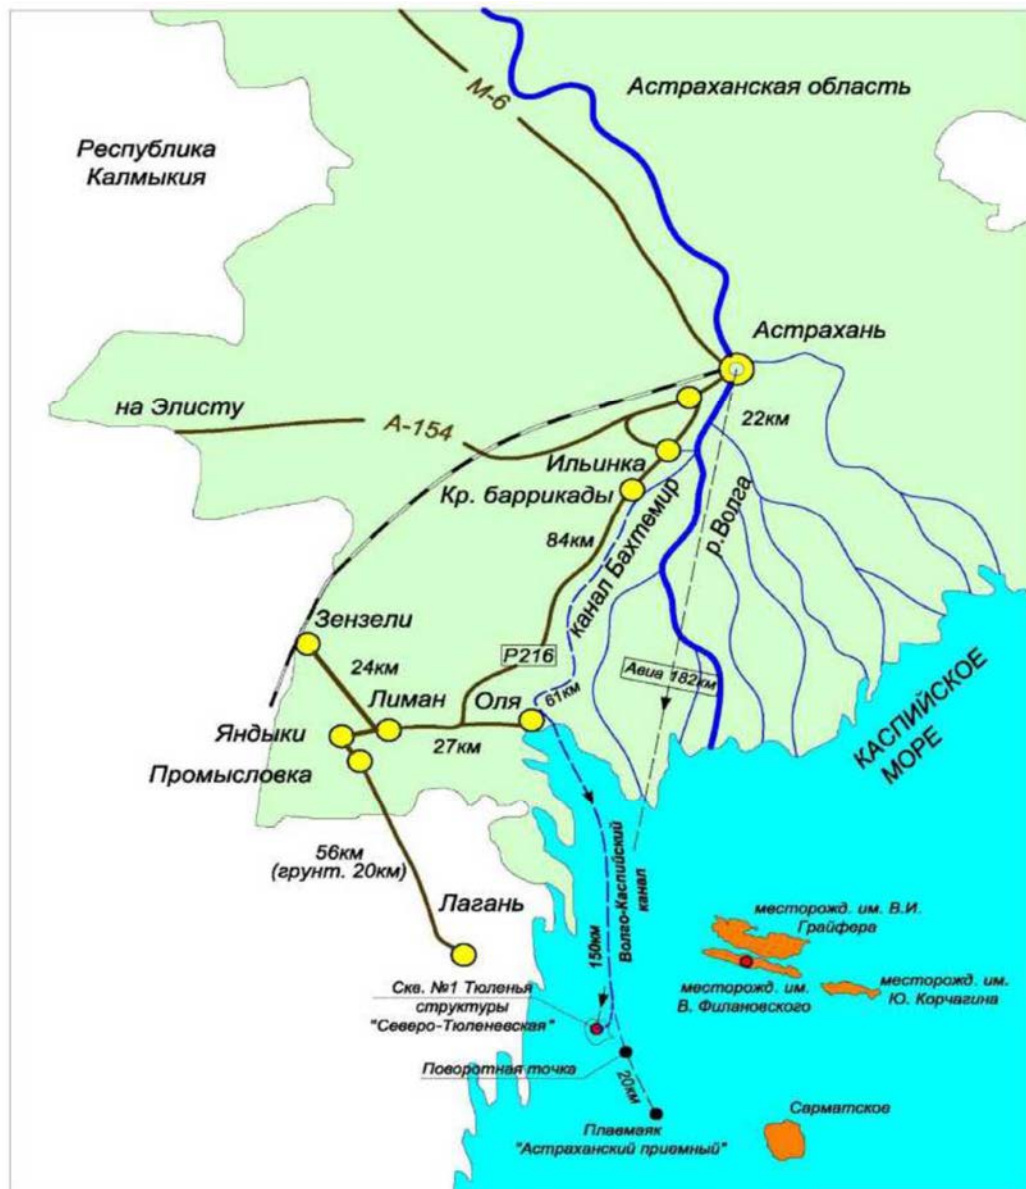 Астраханская область
М-6
Республика
Калмыкия
Астрахань
на Элисту
А-154
22км
Ильинка
Кр. баррикады
канал Бахтемир
р.Волга
84км
Зензели
Р216
24км
Авиа 182км
61км
Лиман
Оля
Яндыки
27км
КАСПИЙСКОЕ
МОРЕ
Промысловка
56км
(грунт. 20км)
Лагань
Волго-Каспийский
канал
150км
месторожд. им. В.И.
Грайфера
месторожд. им.
В. Филановского
месторожд. им.
Ю. Корчагина
Скв. №1 Тюленья
структуры
"Северо-Тюленевская"
Поворотная точка
20км
Плавмаяк
"Астраханский приемный"
Сарматское